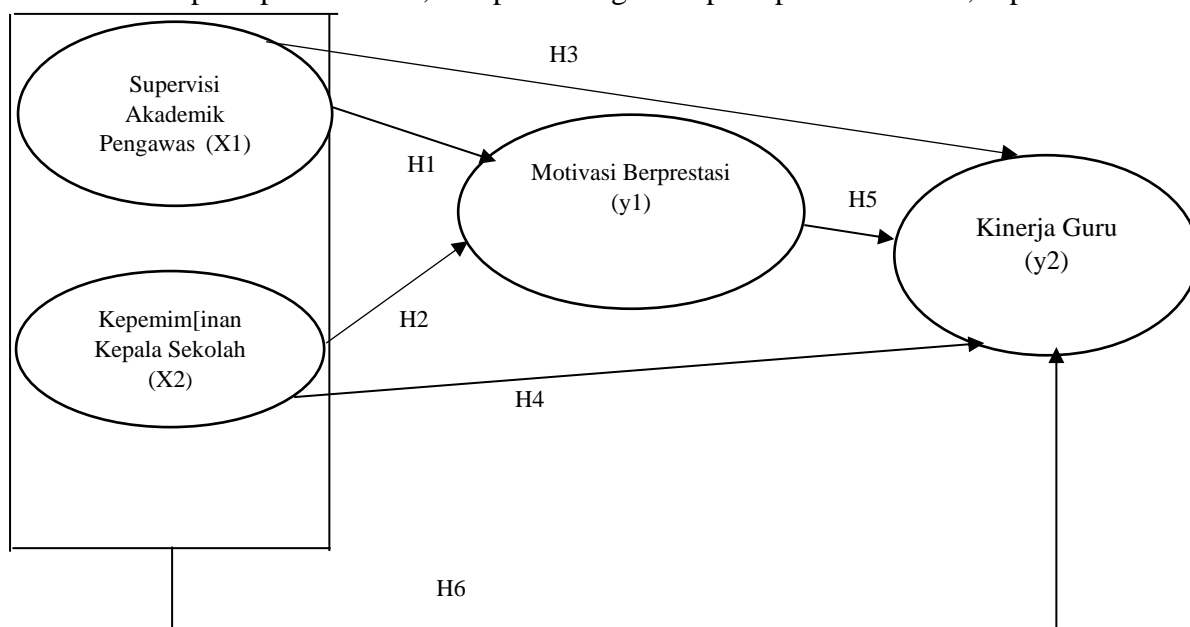 H3
Supervisi
Akademik
Pengawas (X1)
H1
Motivasi Berprestasi
(y1)
H5
Kinerja Guru
(y2)
Kepemim[inan
Kepala Sekolah
(X2)
H2
H4
H6